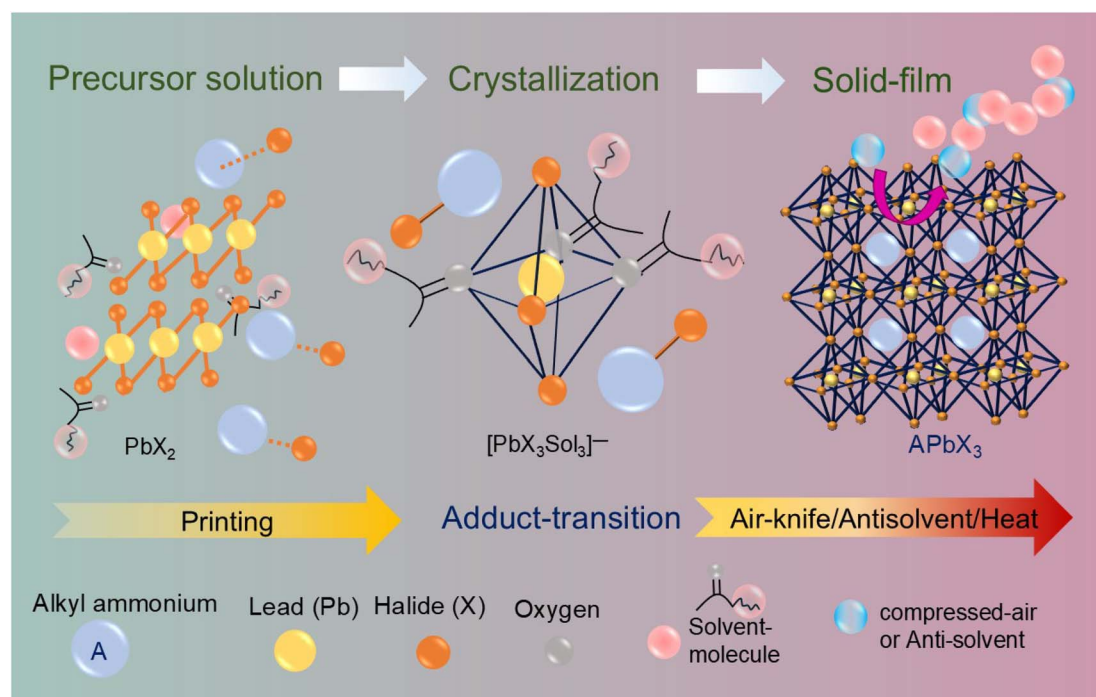 Precursor solution
Crystallization
Solid-film
PbX₂
[PbX₃Sol₃]—
APbX₃
Printing
Adduct-transition
Air-knife/Antisolvent/Heat
Alkyl ammonium
A
Lead (Pb)
Halide (X)
Oxygen
Solvent-
molecule
compressed-air
or Anti-solvent